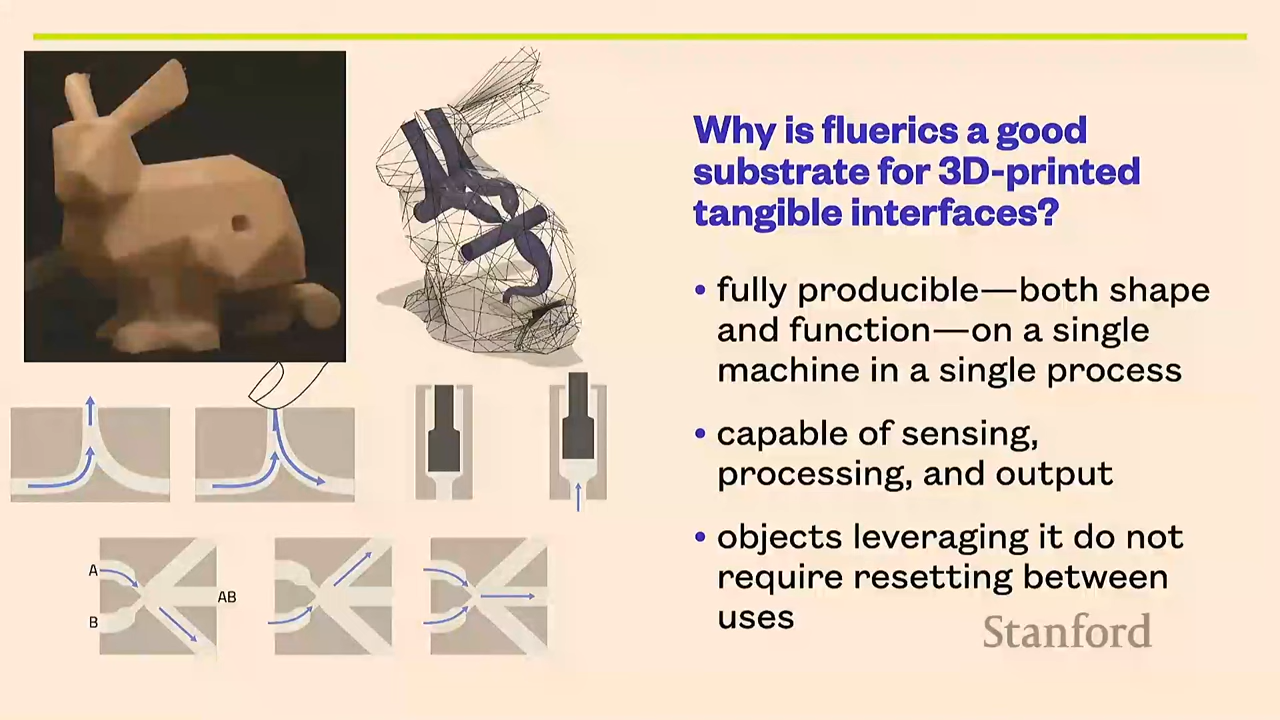 Why is fluerics a good
substrate for 3D-printed
tangible interfaces?
• fully producible—both shape
and function—on a single
machine in a single process
• capable of sensing,
processing, and output
• objects leveraging it do not
require resetting between
uses
A
B
AB
Stanford